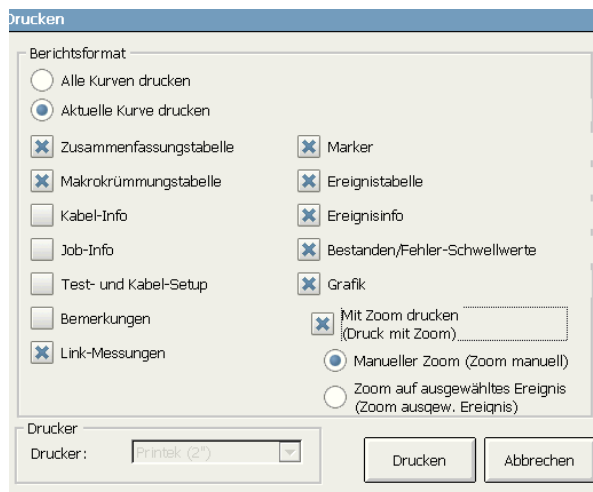 Drucken
Berichtsformat
Alle Kurven drucken
Aktuelle Kurve drucken
Zusammenfassungstabelle
Marker
Makrokrümmungstabelle
Ereignistabelle
Kabel-Info
Ereignisinfo
Job-Info
Bestanden/Fehler-Schwellwerte
Test- und Kabel-Setup
Grafik
Bemerkungen
Mit Zoom drucken
(Druck mit Zoom)
Link-Messungen
Manueller Zoom (Zoom manuell)
Zoom auf ausgewähltes Ereignis
(Zoom ausgew. Ereignis)
Drucker
Drucker:
Printek (2")
Drucken
Abbrechen